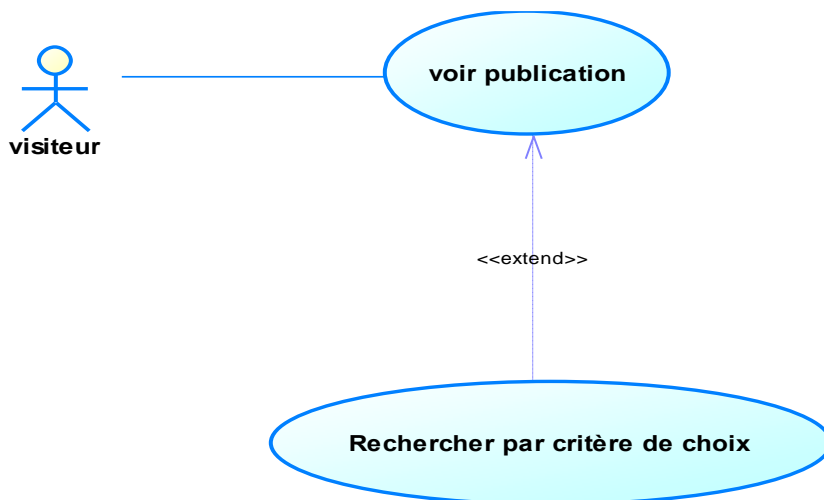 voir publication
visiteur
<<extend>>
Rechercher par critère de choix